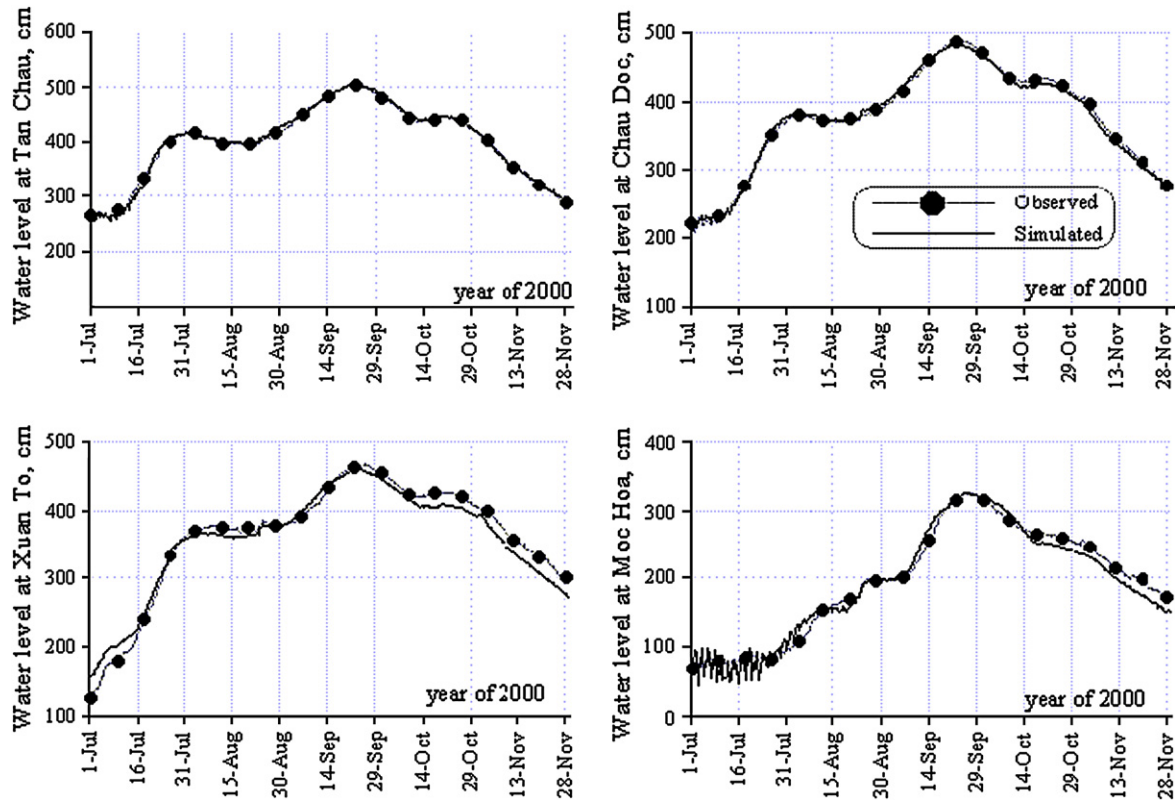 Water level at Tan Chau, cm
600
500
400
300
200
year of 2000
1-Jul
16-Jul
31-Jul
15-Aug
30-Aug
14-Sep
29-Sep
14-Oct
29-Oct
13-Nov
28-Nov
Water level at Chau Doc, cm
500
400
300
200
100
Observed
Simulated
year of 2000
1-Jul
16-Jul
31-Jul
15-Aug
30-Aug
14-Sep
29-Sep
14-Oct
29-Oct
13-Nov
28-Nov
Water level at Xuan To, cm
500
400
300
200
100
year of 2000
1-Jul
16-Jul
31-Jul
15-Aug
30-Aug
14-Sep
29-Sep
14-Oct
29-Oct
13-Nov
28-Nov
Water level at Moc Hoa, cm
400
300
200
100
0
year of 2000
1-Jul
16-Jul
31-Jul
15-Aug
30-Aug
14-Sep
29-Sep
14-Oct
29-Oct
13-Nov
28-Nov